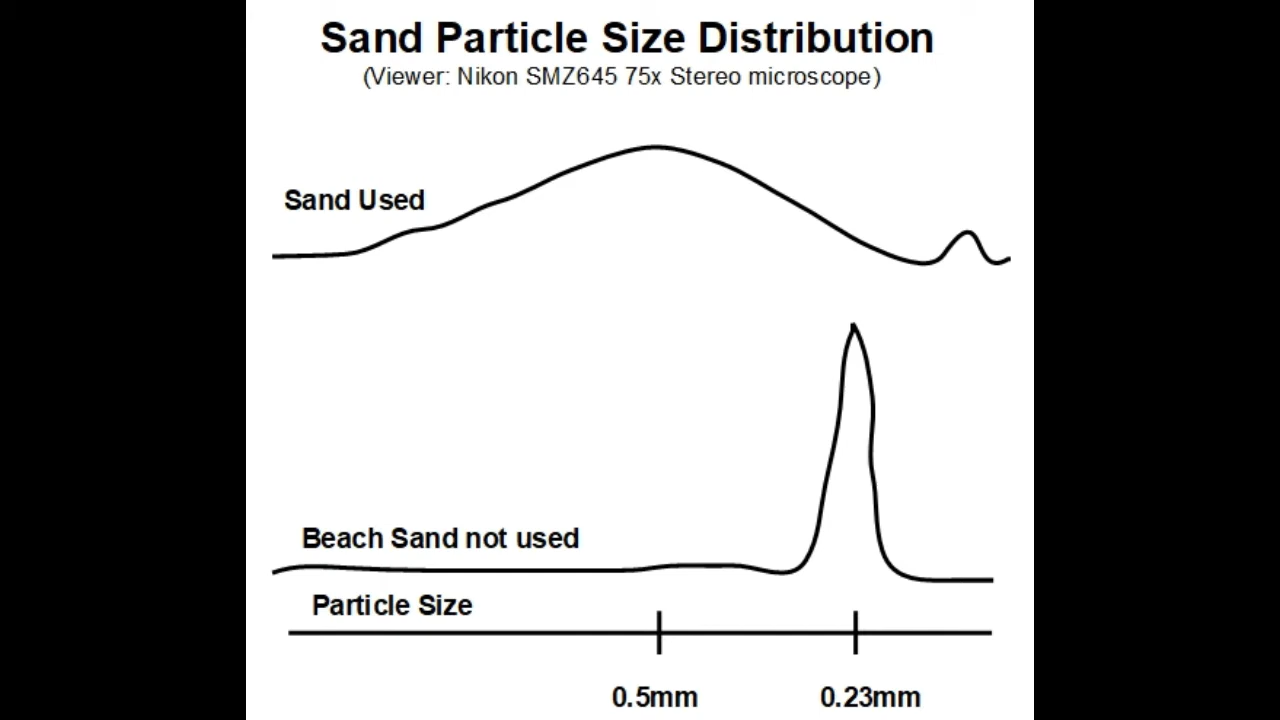 Sand Particle Size Distribution
(Viewer: Nikon SMZ645 75x Stereo microscope)
Sand Used
Beach Sand not used
Particle Size
0.5mm 0.23mm